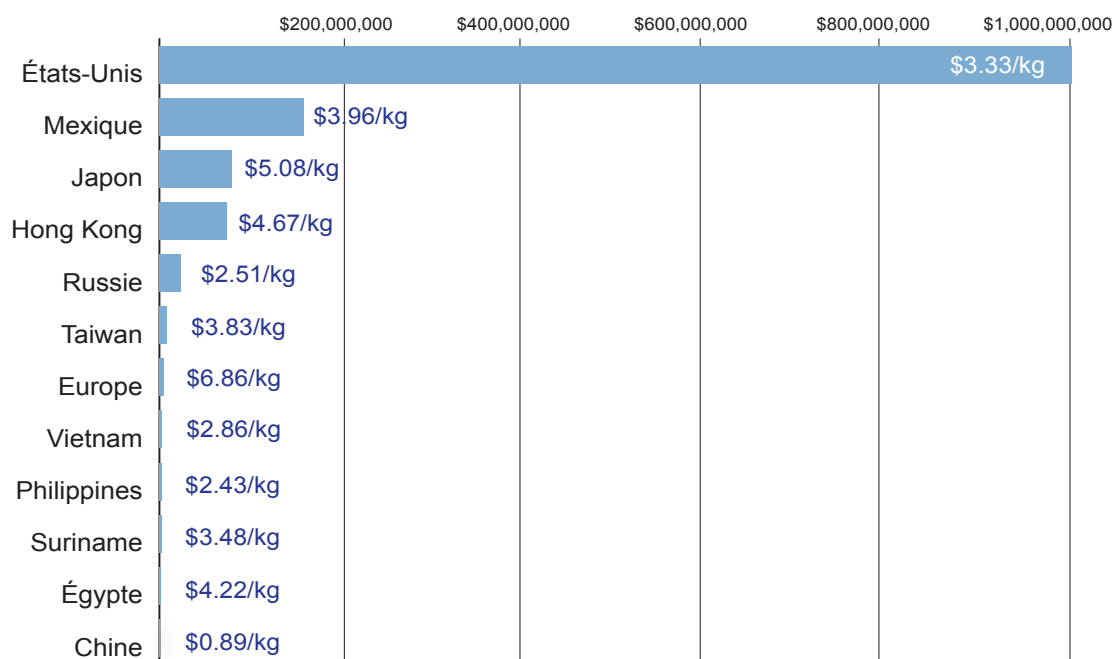 $200,000,000 $400,000,000 $600,000,000 $800,000,000 $1,000,000,000
États-Unis $3.33/kg
Mexique $3.96/kg
Japon $5.08/kg
Hong Kong $4.67/kg
Russie $2.51/kg
Taiwan $3.83/kg
Europe $6.86/kg
Vietnam $2.86/kg
Philippines $2.43/kg
Suriname $3.48/kg
Égypte $4.22/kg
Chine $0.89/kg